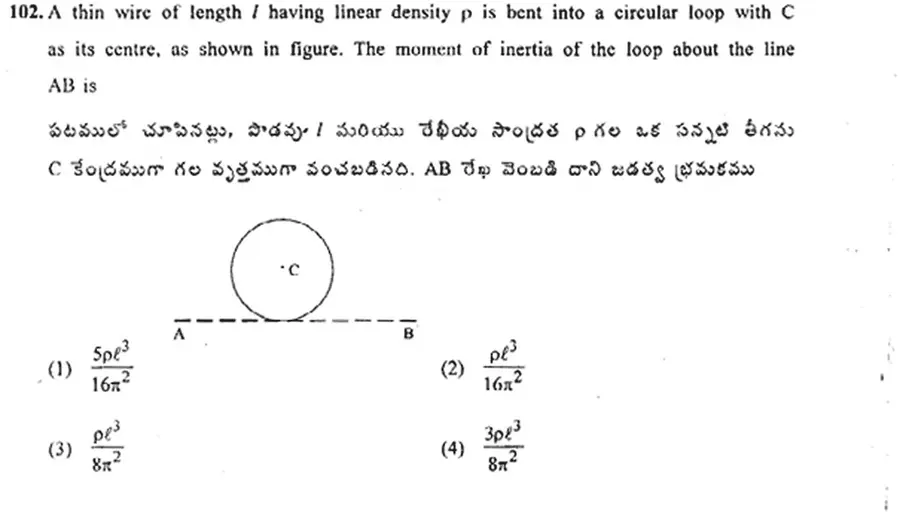 102. A thin wire of length l having linear density ρ is bent into a circular loop with C
as its centre, as shown in figure. The moment of inertia of the loop about the line
AB is
పటములో చూపినట్లు, పొడవు l మరియు రేఖీయ సాంద్రత ρ గల ఒక సన్నటి తీగను
C కేంద్రముగా గల వృత్తముగా వంచబడినది. AB రేఖ వెంబడి దాని జడత్వ భ్రమకము
C
A B
(1) 5ρℓ³/16π² (2) ρℓ³/16π²
(3) ρℓ³/8π² (4) 3ρℓ³/8π²